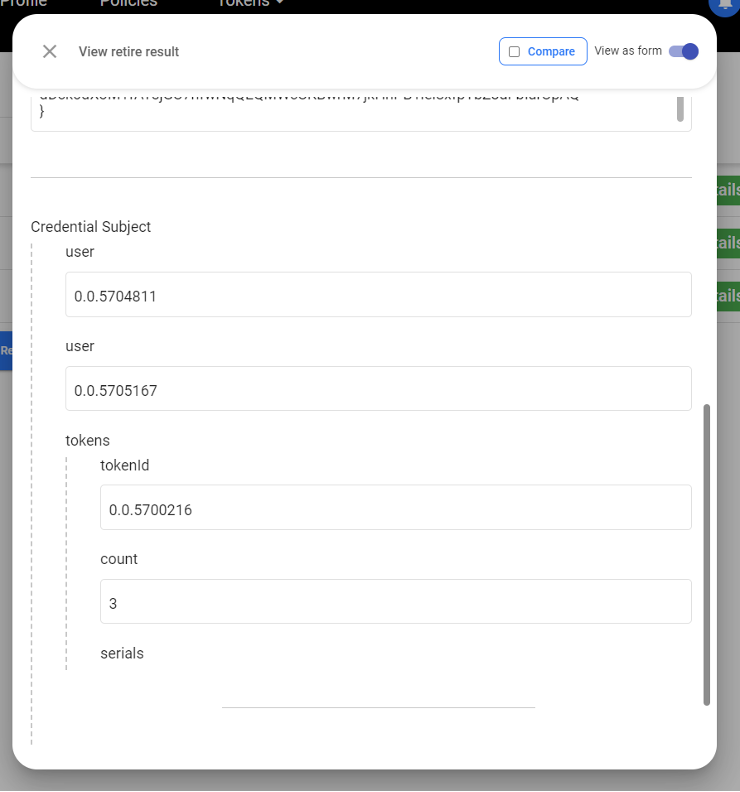 Profile Policies Tokens
View retire result
Compare
View as form
}
Credential Subject
user
0.0.5704811
user
0.0.5705167
tokens
tokenId
0.0.5700216
count
3
serials
tails
tails
tails
Re